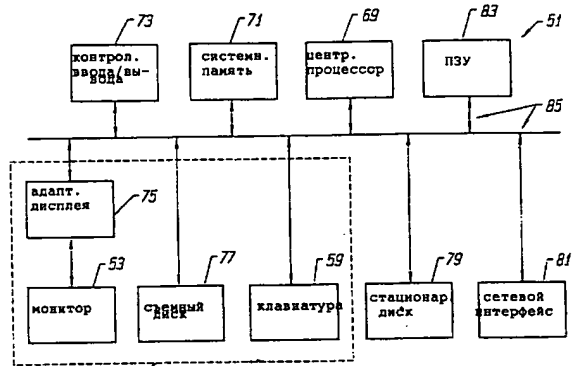 73
контрол.
ввода/вы-
вода
71
системн.
память
69
центр.
процессор
83
ПЗУ
51
85
адапт.
дисплея
75
53
монитор
77
съемный
диск
59
клавиатура
79
стационар.
диск
81
сетевой
интерфейс